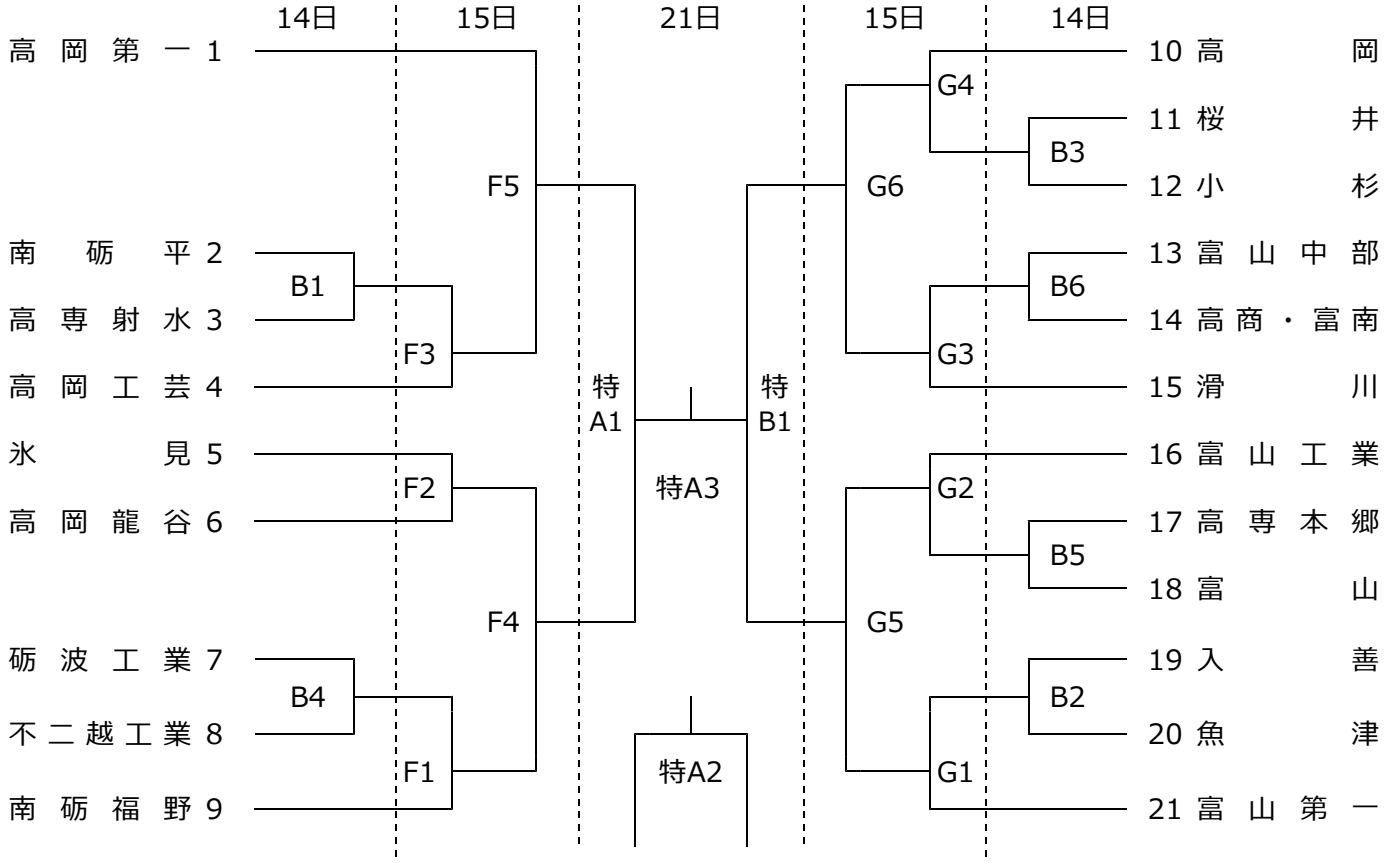 14日 15日 21日 15日 14日
高岡第一 1
10 高岡
G4
11 桜井
B3
F5 G6 12 小杉
南砺平 2
13 富山中部
B1 B6
高専射水 3
14 高商・富南
F3 G3
高岡工芸 4
特 特
15 滑川
A1 B1
氷見 5
16 富山工業
F2 特A3 G2
高岡龍谷 6
17 高専本郷
B5
18 富山
F4 G5
砺波工業 7
19 入善
B4 B2
不二越工業 8
20 魚津
F1 特A2 G1
南砺福野 9
21 富山第一